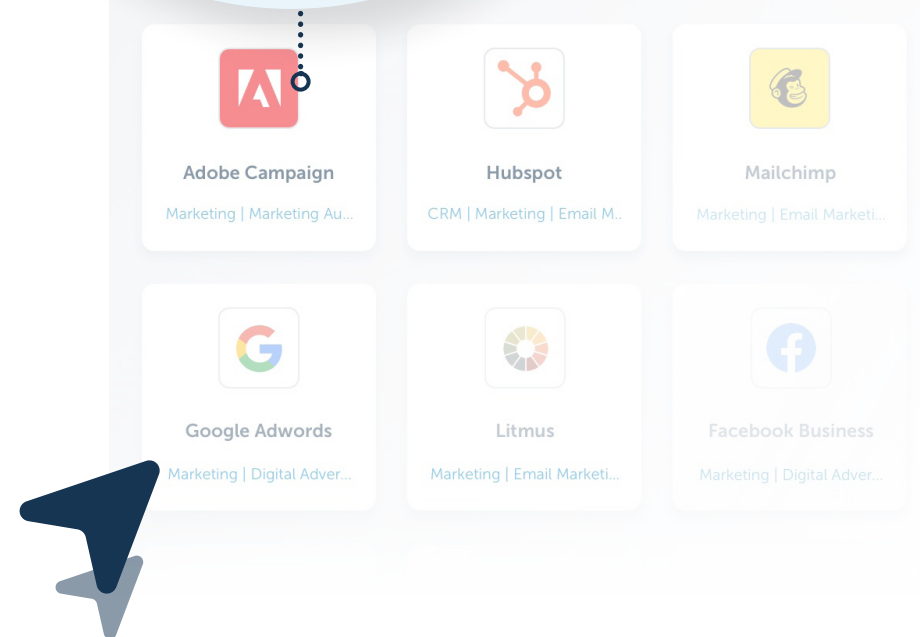 Adobe Campaign
Marketing | Marketing Au...
Hubspot
CRM | Marketing | Email M..
Mailchimp
Marketing | Email Marketi...
Google Adwords
Marketing | Digital Adver...
Litmus
Marketing | Email Marketi...
Facebook Business
Marketing | Digital Adver...